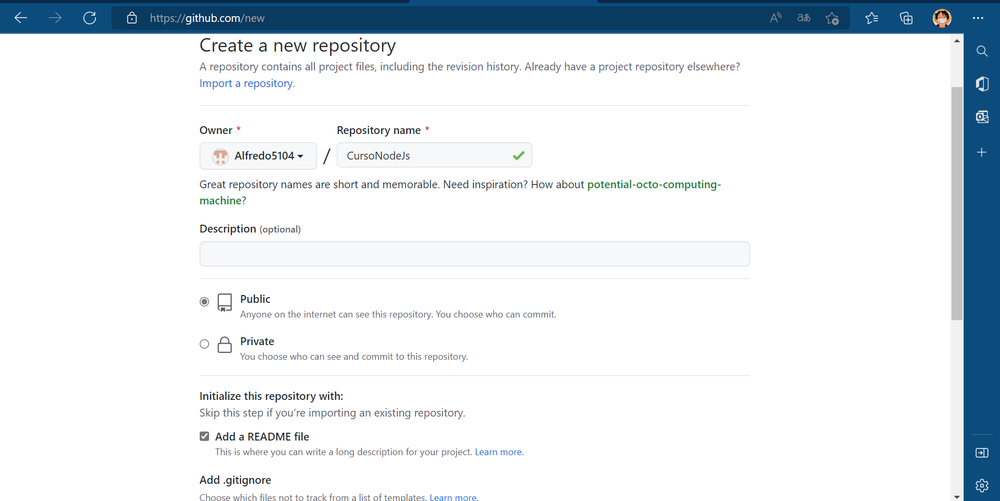 https://github.com/new
Create a new repository
A repository contains all project files, including the revision history. Already have a project repository elsewhere?
Import a repository.
Owner * Repository name *
Alfredo5104 / CursoNodeJs
Great repository names are short and memorable. Need inspiration? How about potential-octo-computing-
machine?
Description (optional)
Public
Anyone on the internet can see this repository. You choose who can commit.
Private
You choose who can see and commit to this repository.
Initialize this repository with:
Skip this step if you’re importing an existing repository.
Add a README file
This is where you can write a long description for your project. Learn more.
Add .gitignore
Choose which files not to track from a list of templates. Learn more.